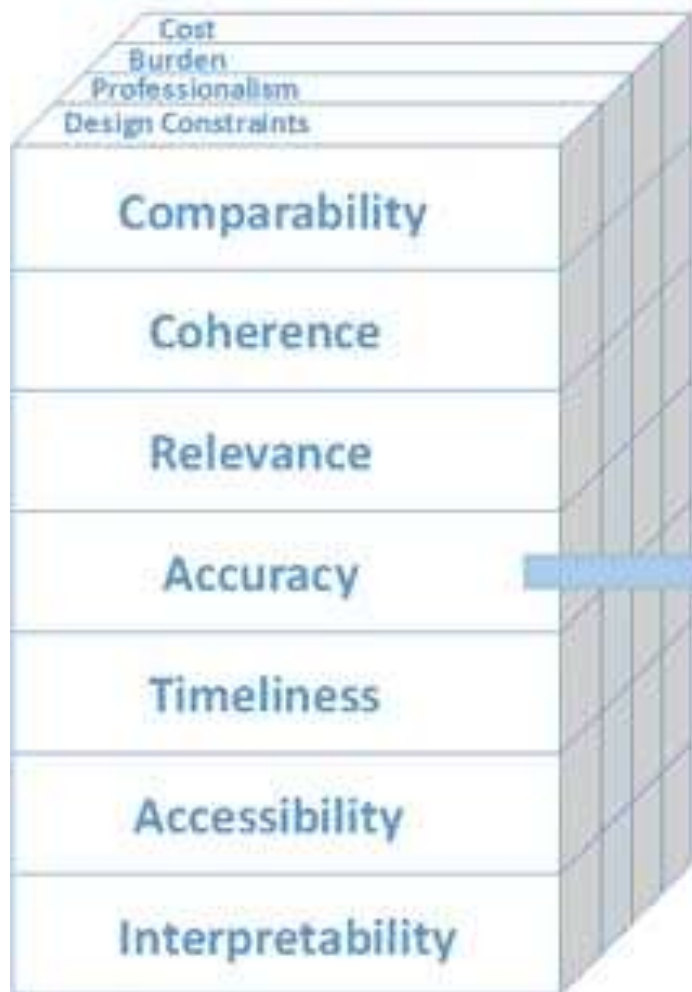 Cost
Burden
Professionalism
Design Constraints
Comparability
Coherence
Relevance
Accuracy
Timeliness
Accessibility
Interpretability